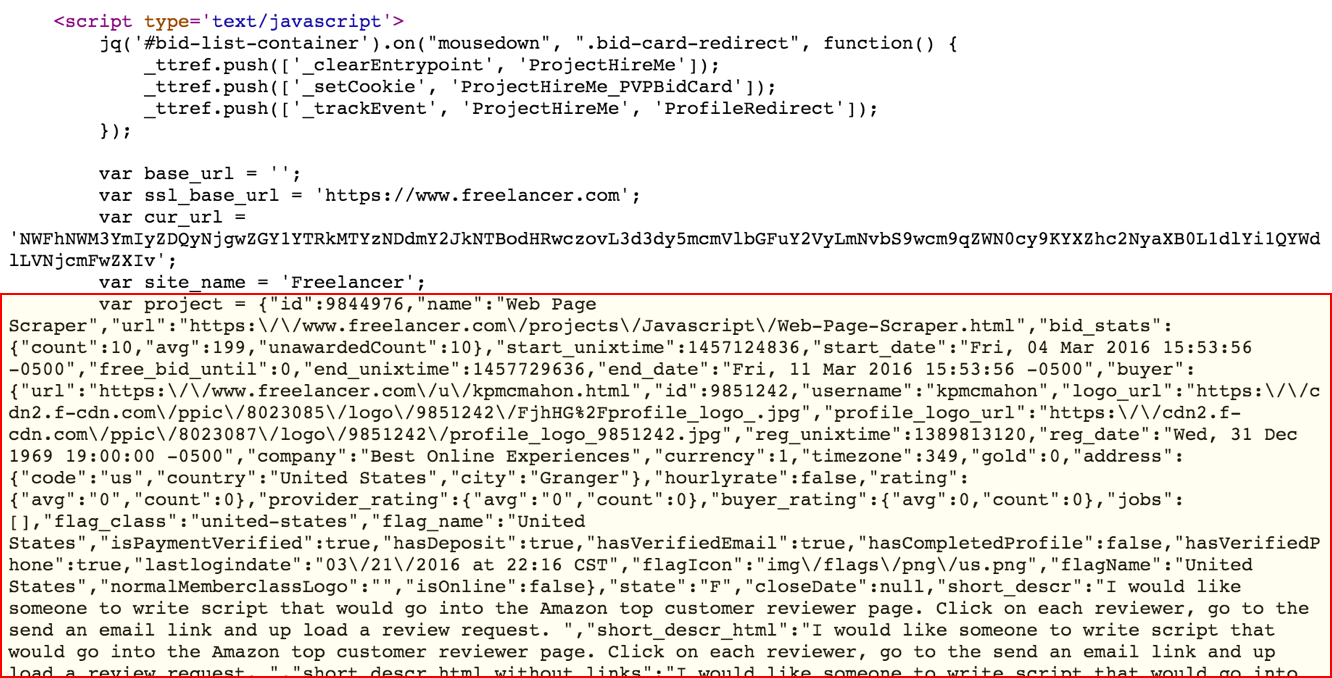 <script type='text/javascript'>
jq('#bid-list-container').on("mousedown", ".bid-card-redirect", function() {
_ttref.push(['_clearEntrypoint', 'ProjectHireMe']);
_ttref.push(['_setCookie', 'ProjectHireMe_PVPBidCard']);
_ttref.push(['_trackEvent', 'ProjectHireMe', 'ProfileRedirect']);
});
var base_url = '';
var ssl_base_url = 'https://www.freelancer.com';
var cur_url =
'NWFhNWM3YmIyZDQyNjgwZGY1YTRkMTYzNDdmY2JkNTBodHRwczovL3d3dy5mcmVlbGFuY2VyLmNvbS9wcm9qZWN0cy9KYXZhc2NyaXB0L1dlYi1QYWd
lLVNjcmFwZXIv';
var site_name = 'Freelancer';
var project = {"id":9844976,"name":"Web Page
Scraper","url":"https:\/\/www.freelancer.com\/projects\/Javascript\/Web-Page-Scraper.html","bid_stats":
{"count":10,"avg":199,"unawardedCount":10},"start_unixtime":1457124836,"start_date":"Fri, 04 Mar 2016 15:53:56
-0500","free_bid_until":0,"end_unixtime":1457729636,"end_date":"Fri, 11 Mar 2016 15:53:56 -0500","buyer":
{"url":"https:\/\/www.freelancer.com\/u\/kpmcmahon.html","id":9851242,"username":"kpmcmahon","logo_url":"https:\/\/c
dn2.f-cdn.com\/ppic\/8023085\/logo\/9851242\/FjhHG%2Fprofile_logo_.jpg","profile_logo_url":"https:\/\/cdn2.f-
cdn.com\/ppic\/8023087\/logo\/9851242\/profile_logo_9851242.jpg","reg_unixtime":1389813120,"reg_date":"Wed, 31 Dec
1969 19:00:00 -0500","company":"Best Online Experiences","currency":1,"timezone":349,"gold":0,"address":
{"code":"us","country":"United States","city":"Granger"},"hourlyrate":false,"rating":
{"avg":"0","count":0},"provider_rating":{"avg":"0","count":0},"buyer_rating":{"avg":0,"count":0},"jobs":
[],"flag_class":"united-states","flag_name":"United
States","isPaymentVerified":true,"hasDeposit":true,"hasVerifiedEmail":true,"hasCompletedProfile":false,"hasVerifiedP
hone":true,"lastlogindate":"03\/21\/2016 at 22:16 CST","flagIcon":"img\/flags\/png\/us.png","flagName":"United
States","normalMemberclassLogo":"","isOnline":false},"state":"F","closeDate":null,"short_descr":"I would like
someone to write script that would go into the Amazon top customer reviewer page. Click on each reviewer, go to the
send an email link and up load a review request. ","short_descr_html":"I would like someone to write script that
would go into the Amazon top customer reviewer page. Click on each reviewer, go to the send an email link and up
load a review request. ","short_descr_html_without_links":"I would like someone to write script that would go into